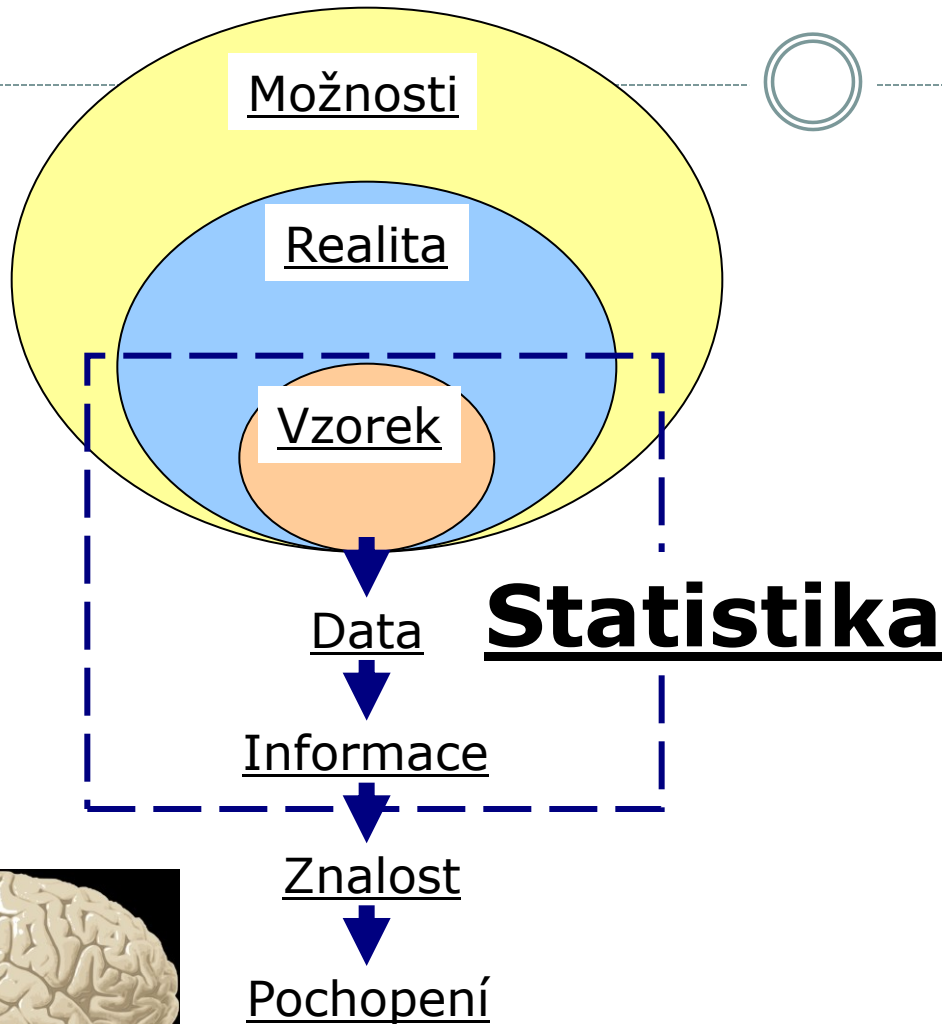 Možnosti
Realita
Vzorek
Data
Statistika
Informace
Znalost
Pochopení